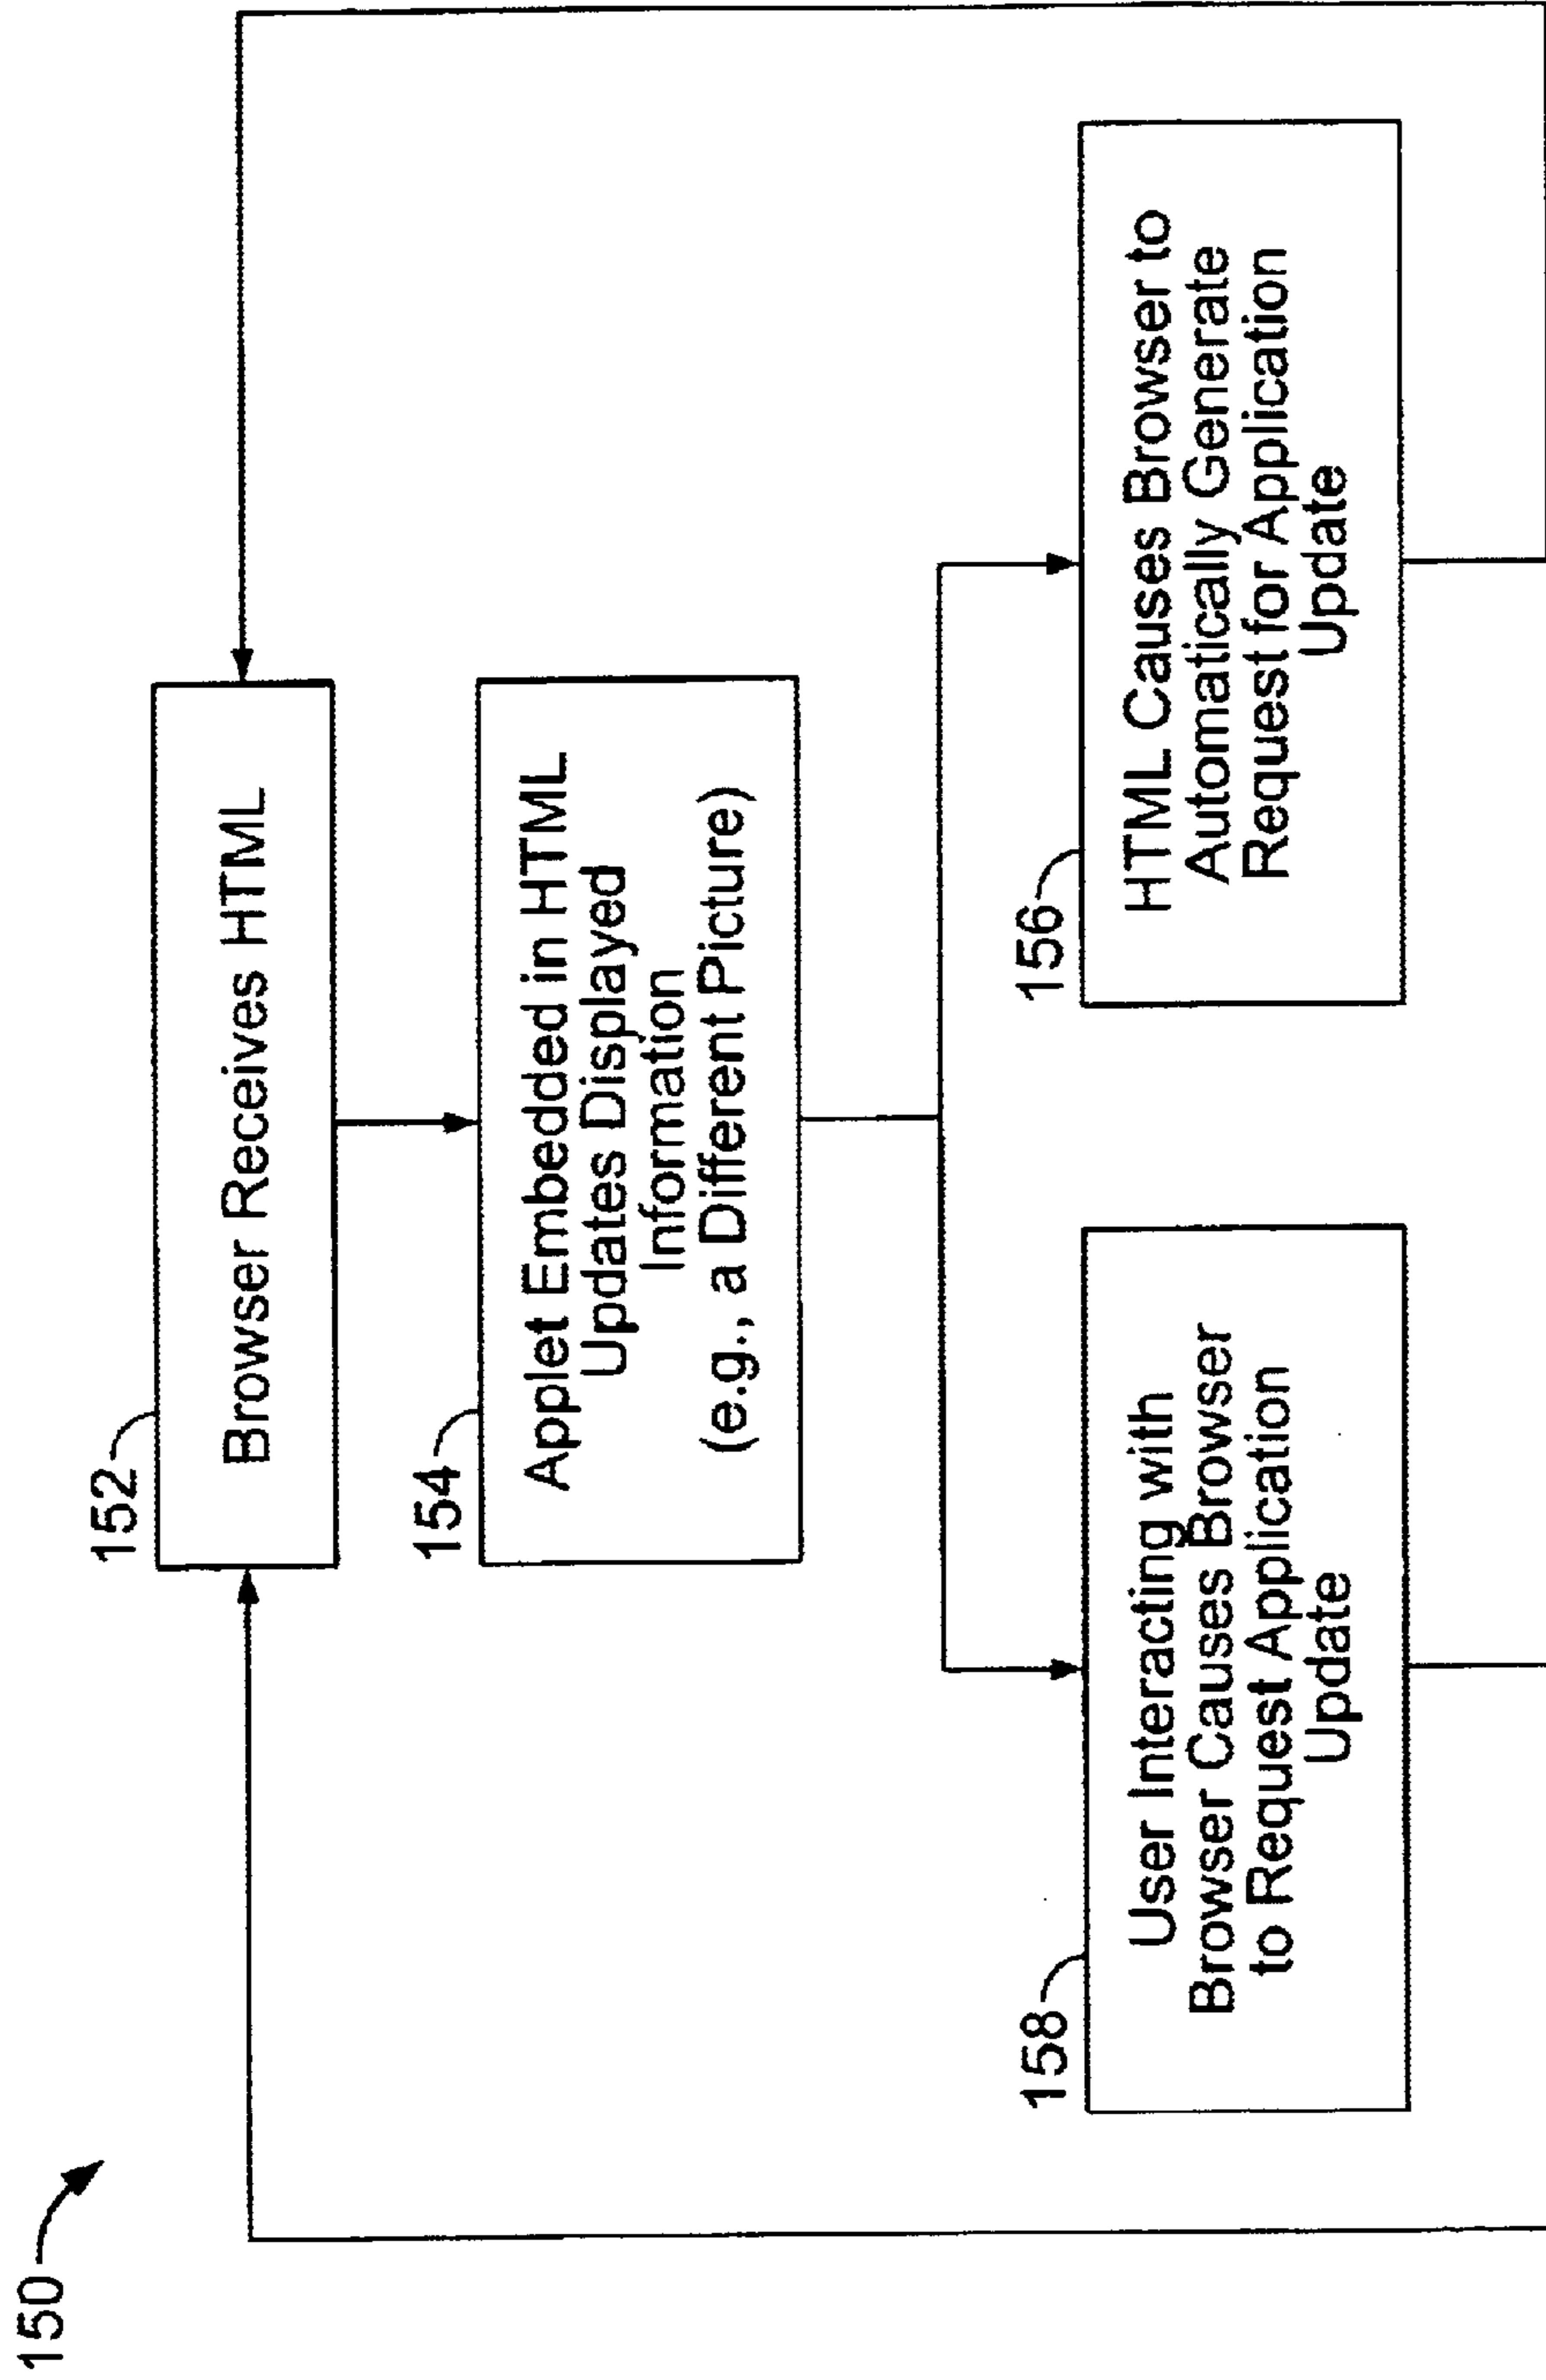 150
152
Browser Receives HTML
154
Applet Embedded in HTML
Updates Displayed
Information
(e.g., a Different Picture)
158
User Interacting with
Browser Causes Browser
to Request Application
Update
156
HTML Causes Browser to
Automatically Generate
Request for Application
Update